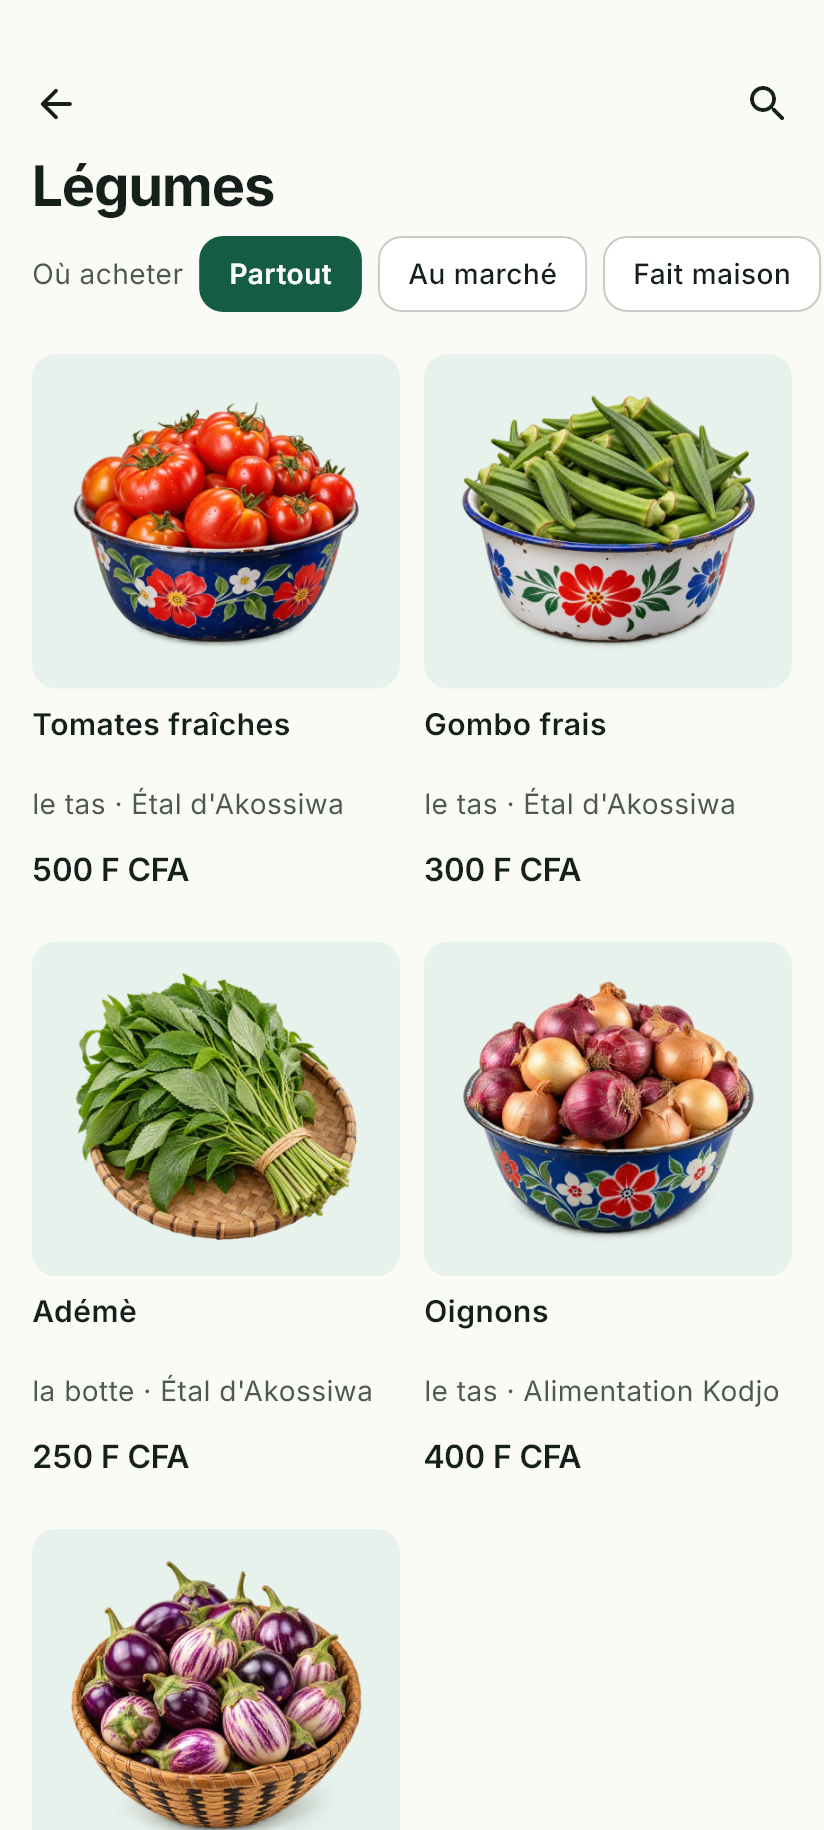 Légumes
Où acheter Partout Au marché Fait maison
Tomates fraîches
le tas · Étal d'Akossiwa
500 F CFA
Gombo frais
le tas · Étal d'Akossiwa
300 F CFA
Adémè
la botte · Étal d'Akossiwa
250 F CFA
Oignons
le tas · Alimentation Kodjo
400 F CFA